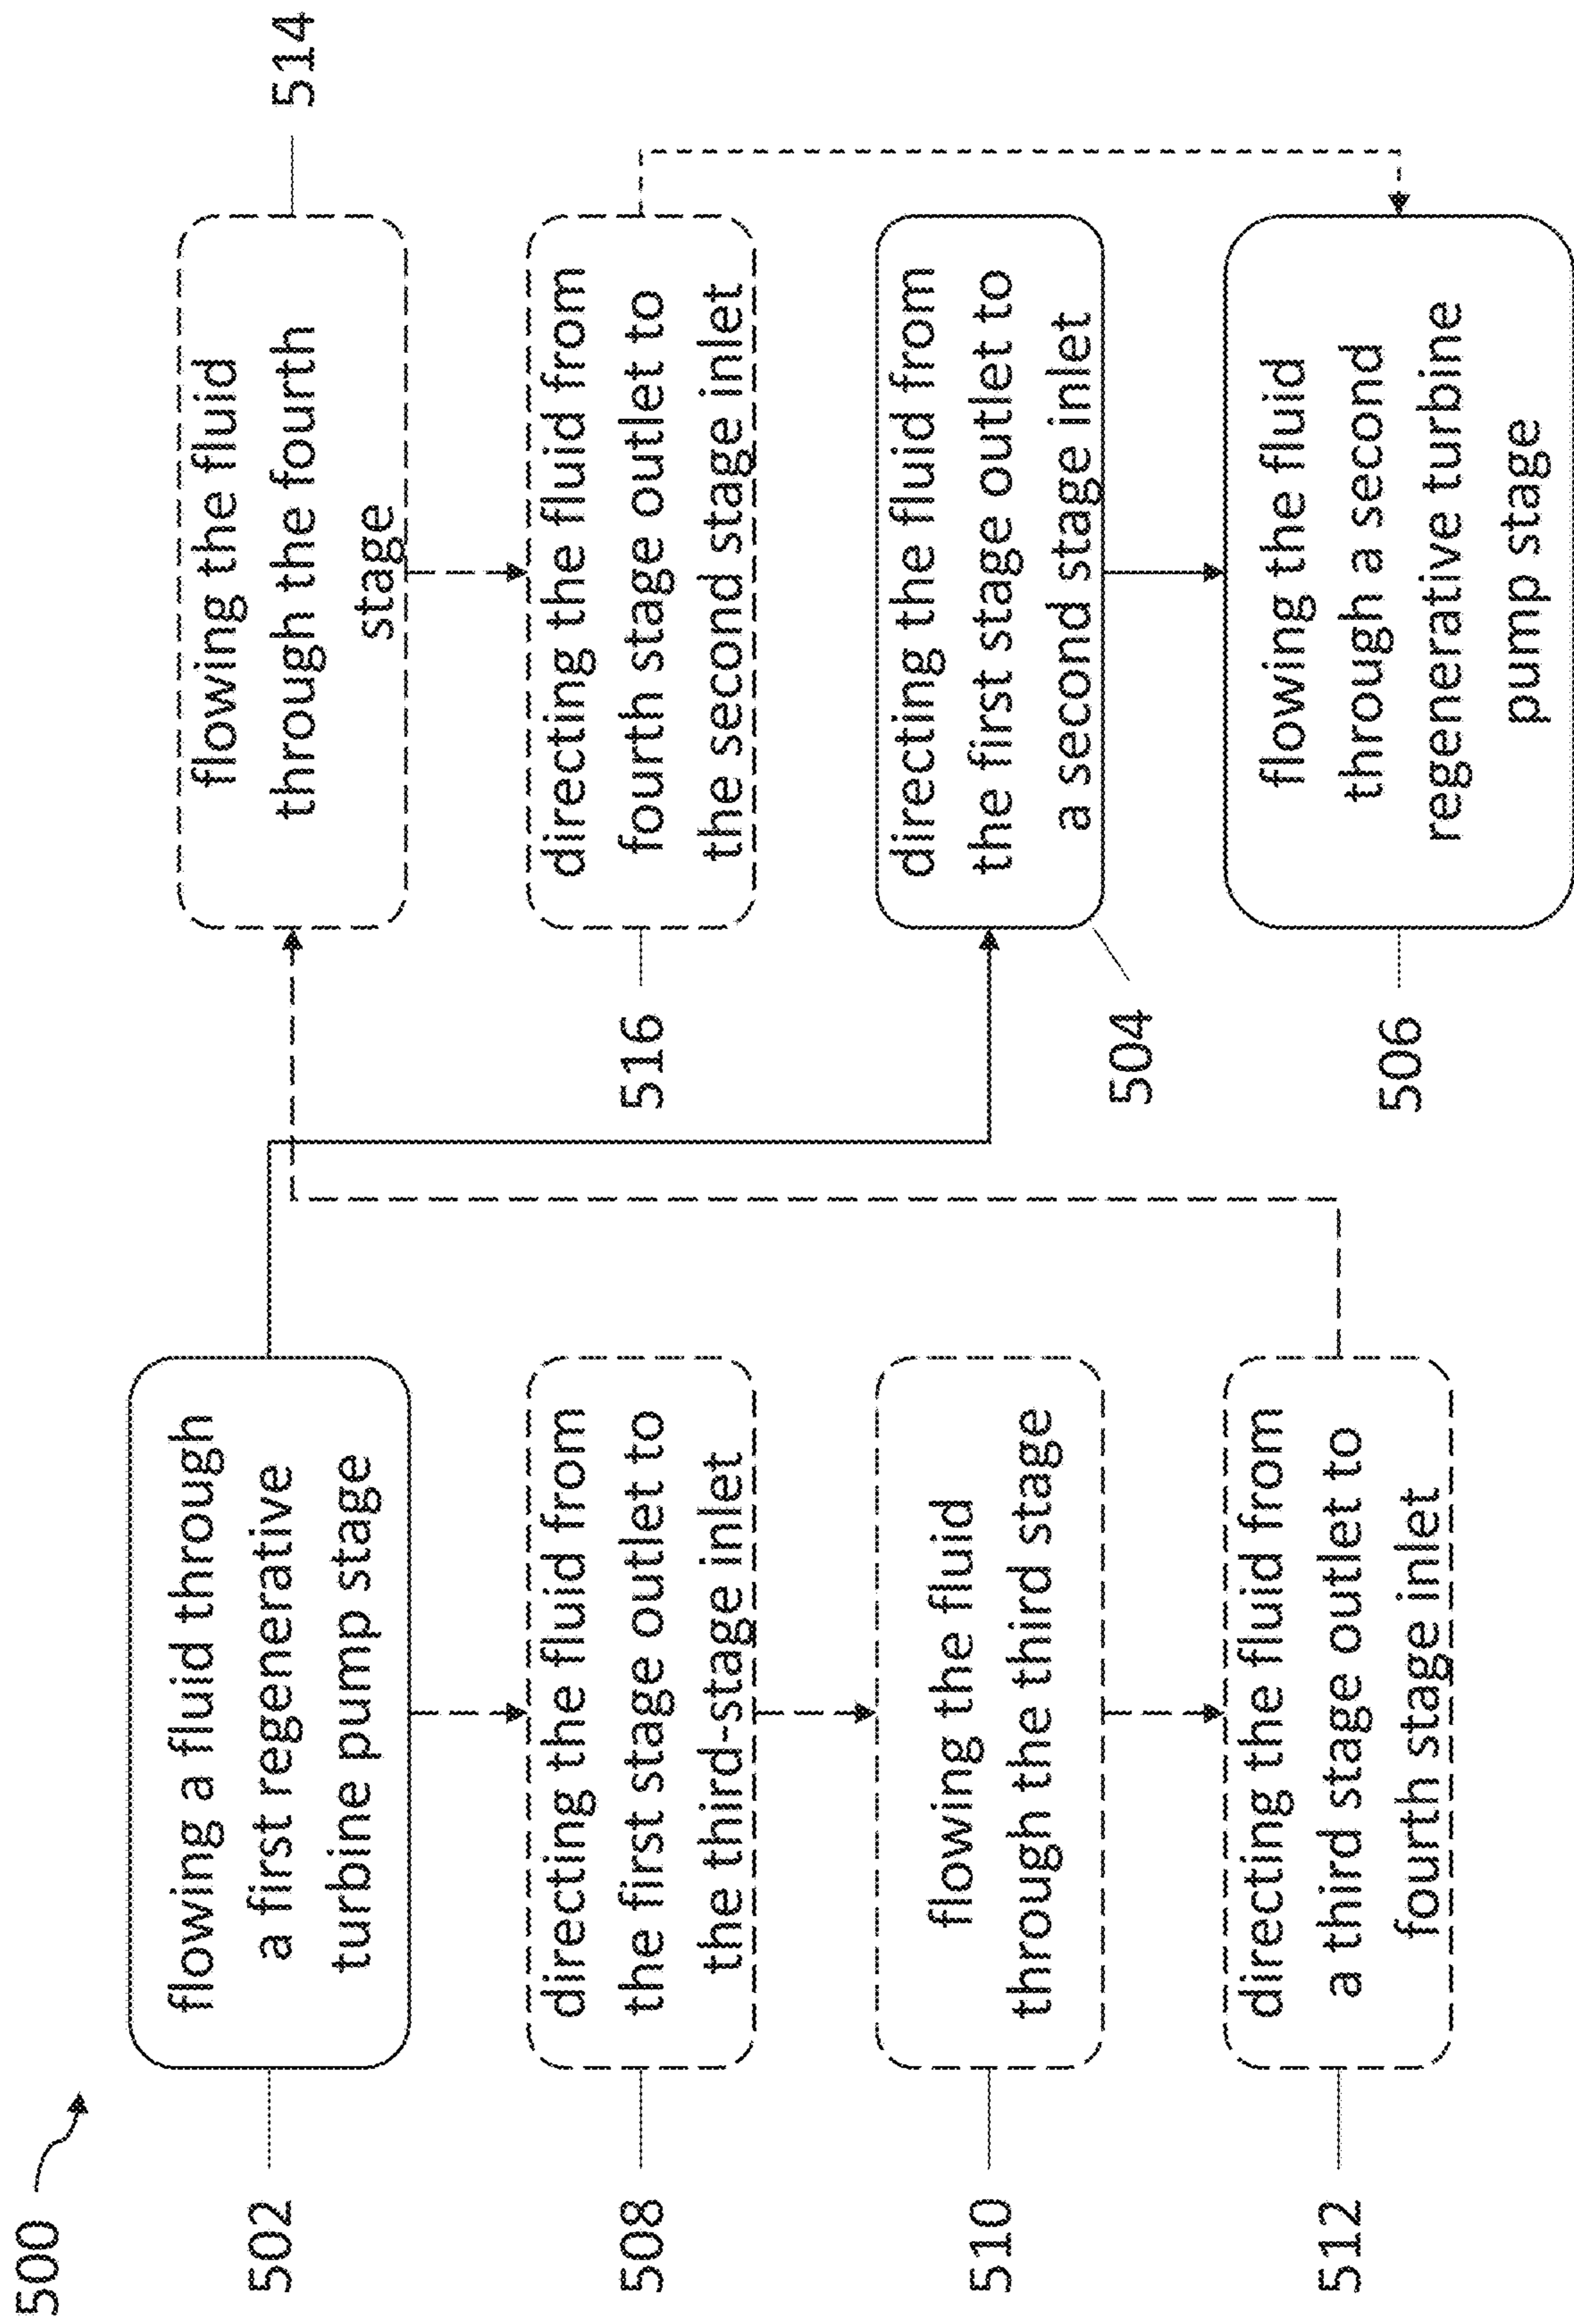 500
502
flowing a fluid through
a first regenerative
turbine pump stage
508
directing the fluid from
the first stage outlet to
the third-stage inlet
510
flowing the fluid
through the third stage
512
directing the fluid from
a third stage outlet to
fourth stage inlet
flowing the fluid
through the fourth
stage
514
516
directing the fluid from
fourth stage outlet to
the second stage inlet
504
directing the fluid from
the first stage outlet to
a second stage inlet
506
flowing the fluid
through a second
regenerative turbine
pump stage